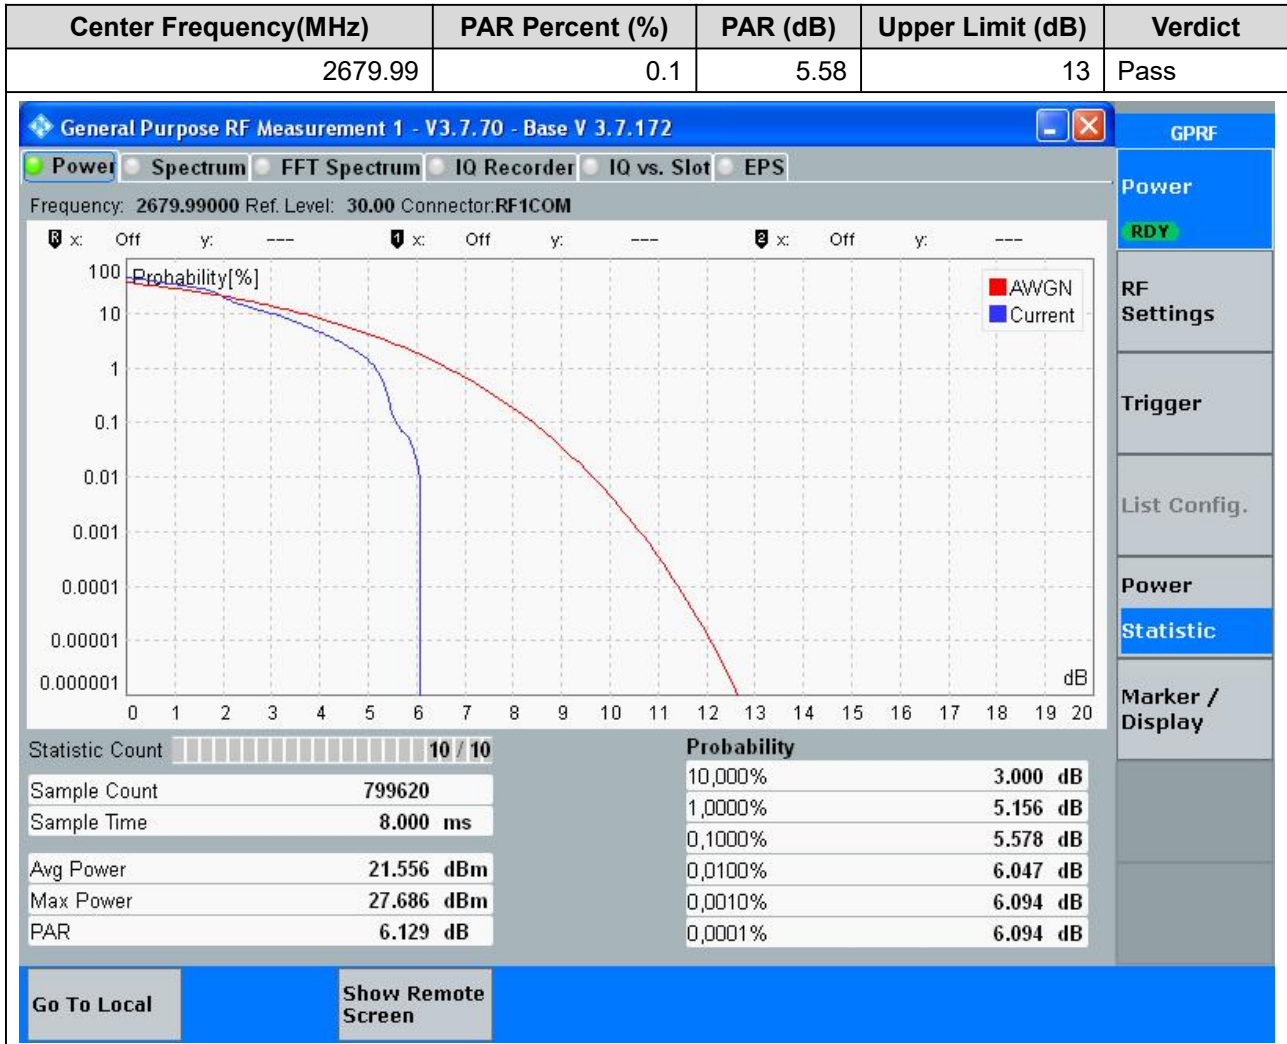 Center Frequency(MHz) PAR Percent (%) PAR (dB) Upper Limit (dB) Verdict
2679.99 0.1 5.58 13 Pass
General Purpose RF Measurement 1 - V3.7.70 - Base V 3.7.172
GPRF
Power Spectrum FFT Spectrum IQ Recorder IQ vs. Slot EPS
Power
RDY
Frequency: 2679.99000 Ref. Level: 30.00 Connector:RF1COM
R x: Off y: --- 1 x: Off y: --- 2 x: Off y: ---
Probability[%]
100
10
1
0.1
0.01
0.001
0.0001
0.00001
0.000001
AWGN
Current
dB
0 1 2 3 4 5 6 7 8 9 10 11 12 13 14 15 16 17 18 19 20
RF
Settings
Trigger
List Config.
Power
Statistic
Marker /
Display
Statistic Count 10 / 10
Sample Count 799620
Sample Time 8.000 ms
Avg Power 21.556 dBm
Max Power 27.686 dBm
PAR 6.129 dB
Probability
10,000% 3.000 dB
1,0000% 5.156 dB
0,1000% 5.578 dB
0,0100% 6.047 dB
0,0010% 6.094 dB
0,0001% 6.094 dB
Go To Local
Show Remote
Screen